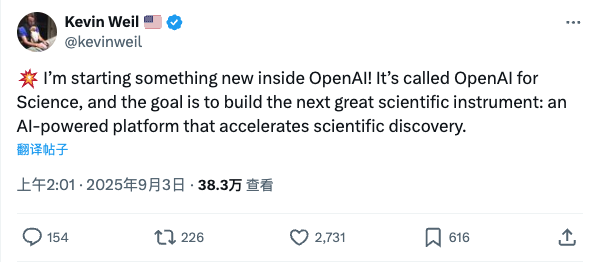 Kevin Weil 🇺🇸
@kevinweil
💥 I’m starting something new inside OpenAI! It’s called OpenAI for
Science, and the goal is to build the next great scientific instrument: an
AI-powered platform that accelerates scientific discovery.
翻译帖子
上午2:01 · 2025年9月3日 · 38.3万 查看
154 226 2,731 616